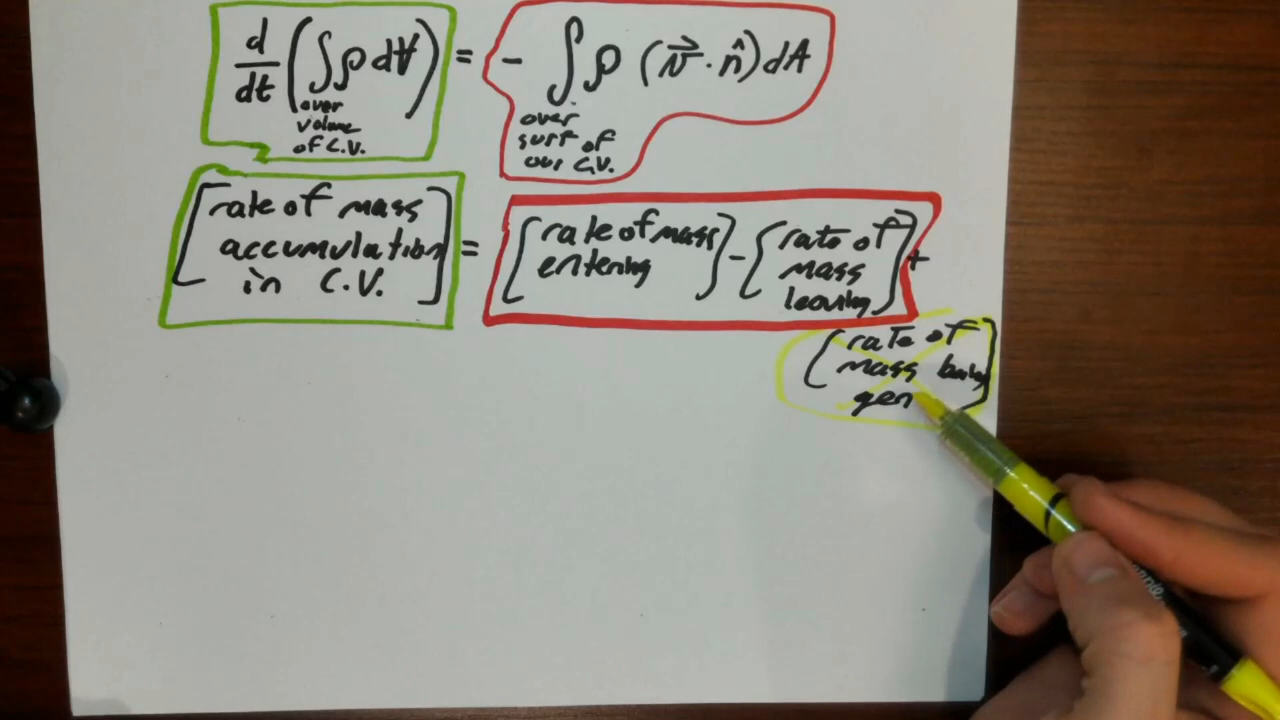 d/dt (∫ρ dV̶) = - ∫ρ (v⃗ · n̂) dA
over volume of C.V.
over surf of our C.V.
[rate of mass accumulation in C.V.] = [rate of mass entering] - [rate of mass leaving] +
[rate of mass being gen]